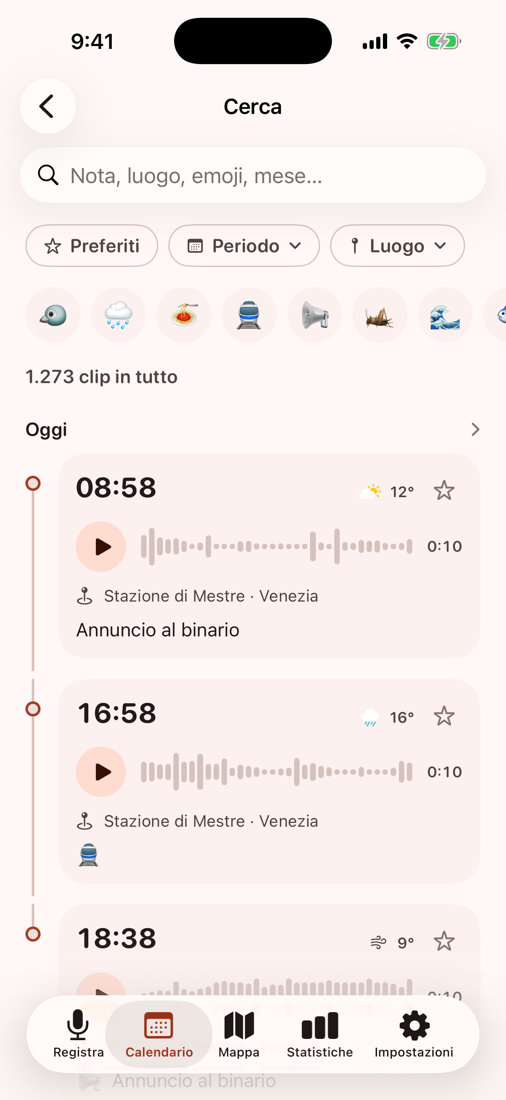 9:41
Cerca
Nota, luogo, emoji, mese...
Preferiti Periodo Luogo
1.273 clip in tutto
Oggi
08:58 12°
0:10
Stazione di Mestre · Venezia
Annuncio al binario
16:58 16°
0:10
Stazione di Mestre · Venezia
18:38 9°
0:10
Registra Calendario Mappa Statistiche Impostazioni
Annuncio al binario